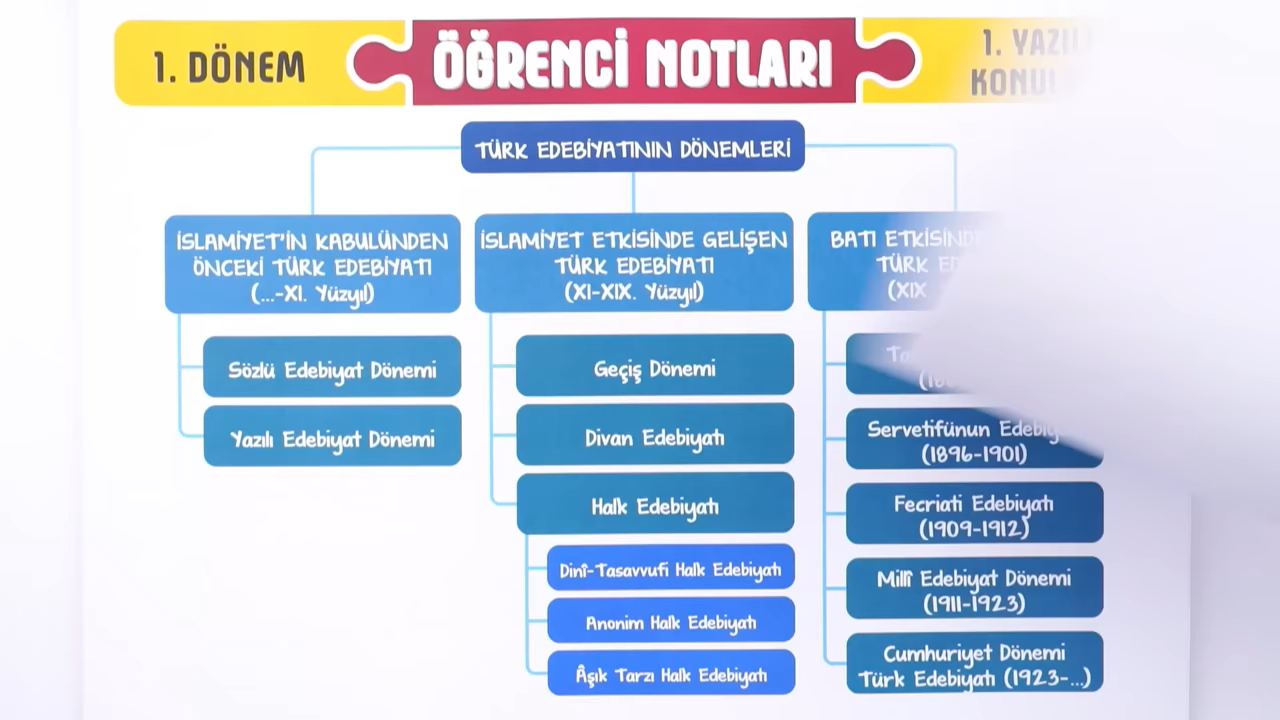 1. DÖNEM
ÖĞRENCİ NOTLARI
1.
TÜRK EDEBİYATININ DÖNEMLERİ
İSLAMİYET'İN KABULÜNDEN
ÖNCEKİ TÜRK EDEBİYATI
(...-XI. Yüzyıl)
Sözlü Edebiyat Dönemi
Yazılı Edebiyat Dönemi
İSLAMİYET ETKİSİNDE GELİŞEN
TÜRK EDEBİYATI
(XI-XIX. Yüzyıl)
Geçiş Dönemi
Divan Edebiyatı
Halk Edebiyatı
Dinî-Tasavvufi Halk Edebiyatı
Anonim Halk Edebiyatı
Âşık Tarzı Halk Edebiyatı
BATI ETKİSİNDE
TÜRK
(XIX
Servetifünun
(1896-1901)
Fecriati Edebiyatı
(1909-1912)
Millî Edebiyat Dönemi
(1911-1923)
Cumhuriyet Dönemi
Türk Edebiyatı (1923-...)